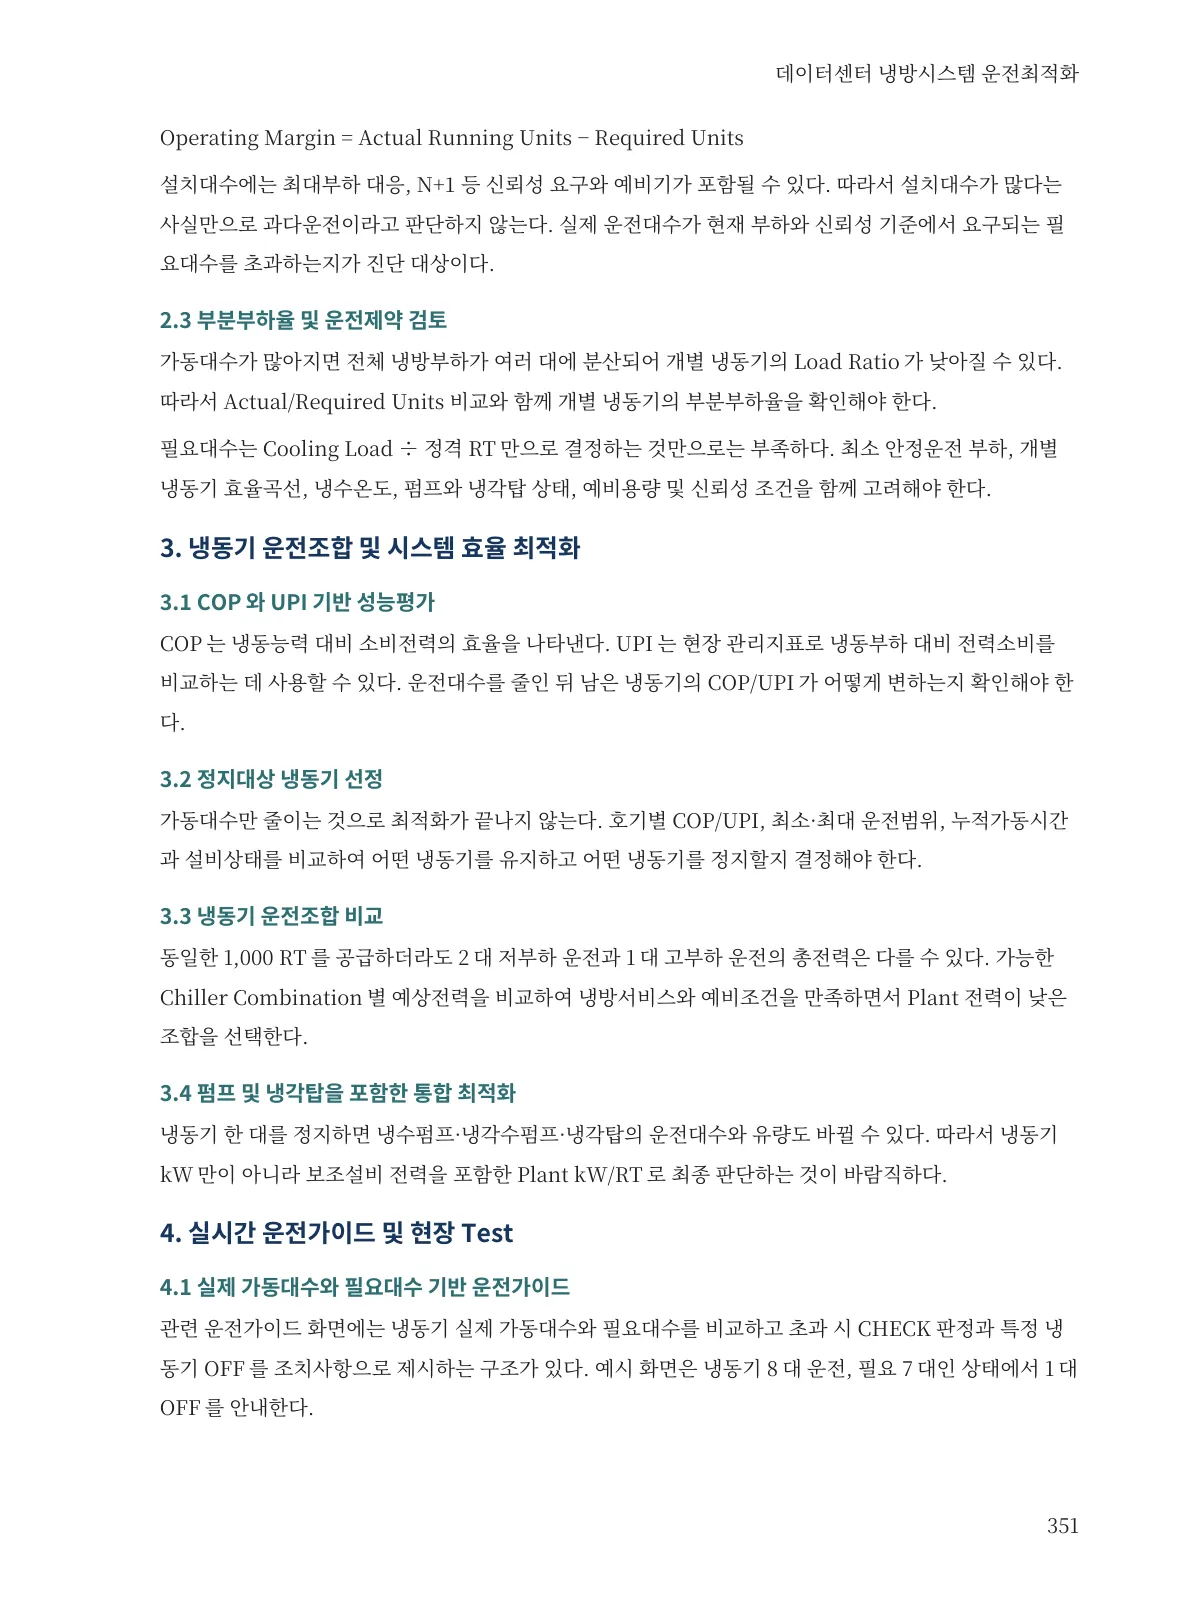 데이터센터 냉방시스템 운전최적화
Operating Margin = Actual Running Units − Required Units
설치대수에는 최대부하 대응, N+1 등 신뢰성 요구와 예비기가 포함될 수 있다. 따라서 설치대수가 많다는
사실만으로 과다운전이라고 판단하지 않는다. 실제 운전대수가 현재 부하와 신뢰성 기준에서 요구되는 필
요대수를 초과하는지가 진단 대상이다.
2.3 부분부하율 및 운전제약 검토
가동대수가 많아지면 전체 냉방부하가 여러 대에 분산되어 개별 냉동기의 Load Ratio 가 낮아질 수 있다.
따라서 Actual/Required Units 비교와 함께 개별 냉동기의 부분부하율을 확인해야 한다.
필요대수는 Cooling Load ÷ 정격 RT 만으로 결정하는 것만으로는 부족하다. 최소 안정운전 부하, 개별
냉동기 효율곡선, 냉수온도, 펌프와 냉각탑 상태, 예비용량 및 신뢰성 조건을 함께 고려해야 한다.
3. 냉동기 운전조합 및 시스템 효율 최적화
3.1 COP 와 UPI 기반 성능평가
COP 는 냉동능력 대비 소비전력의 효율을 나타낸다. UPI 는 현장 관리지표로 냉동부하 대비 전력소비를
비교하는 데 사용할 수 있다. 운전대수를 줄인 뒤 남은 냉동기의 COP/UPI 가 어떻게 변하는지 확인해야 한
다.
3.2 정지대상 냉동기 선정
가동대수만 줄이는 것으로 최적화가 끝나지 않는다. 호기별 COP/UPI, 최소·최대 운전범위, 누적가동시간
과 설비상태를 비교하여 어떤 냉동기를 유지하고 어떤 냉동기를 정지할지 결정해야 한다.
3.3 냉동기 운전조합 비교
동일한 1,000 RT 를 공급하더라도 2 대 저부하 운전과 1 대 고부하 운전의 총전력은 다를 수 있다. 가능한
Chiller Combination 별 예상전력을 비교하여 냉방서비스와 예비조건을 만족하면서 Plant 전력이 낮은
조합을 선택한다.
3.4 펌프 및 냉각탑을 포함한 통합 최적화
냉동기 한 대를 정지하면 냉수펌프·냉각수펌프·냉각탑의 운전대수와 유량도 바뀔 수 있다. 따라서 냉동기
kW 만이 아니라 보조설비 전력을 포함한 Plant kW/RT 로 최종 판단하는 것이 바람직하다.
4. 실시간 운전가이드 및 현장 Test
4.1 실제 가동대수와 필요대수 기반 운전가이드
관련 운전가이드 화면에는 냉동기 실제 가동대수와 필요대수를 비교하고 초과 시 CHECK 판정과 특정 냉
동기 OFF 를 조치사항으로 제시하는 구조가 있다. 예시 화면은 냉동기 8 대 운전, 필요 7 대인 상태에서 1 대
OFF 를 안내한다.
351